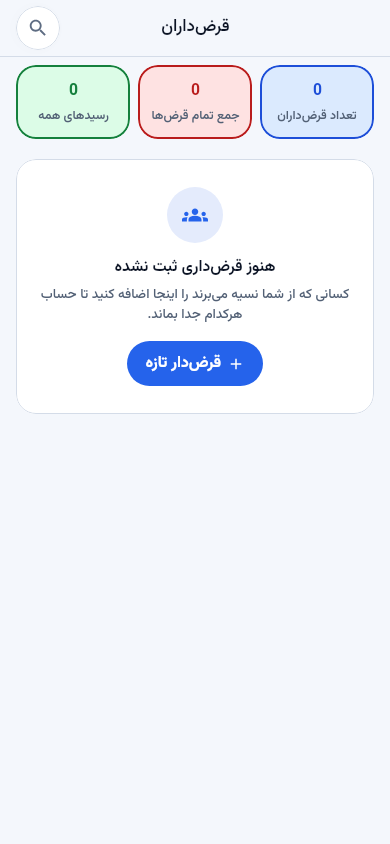 قرض‌داران
0
تعداد قرض‌داران
0
جمع تمام قرض‌ها
0
رسیدهای همه
هنوز قرض‌داری ثبت نشده
کسانی که از شما نسیه می‌برند را اینجا اضافه کنید تا حساب
هرکدام جدا بماند.
+ قرض‌دار تازه